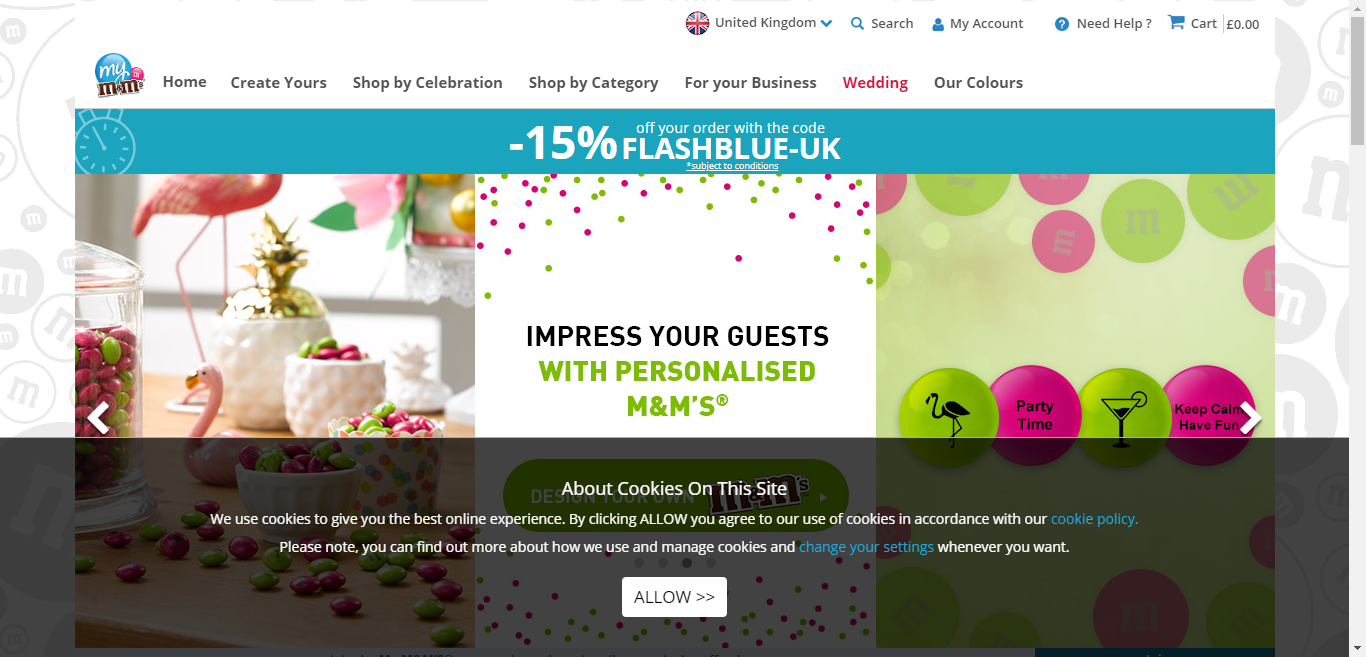 United Kingdom
Search
My Account
Need Help ?
Cart
£0.00
my
m
m&m's
Home
Create Yours
Shop by Celebration
Shop by Category
For your Business
Wedding
Our Colours
-15%
off your order with the code
FLASHBLUE-UK
*subject to conditions
IMPRESS YOUR GUESTS
WITH PERSONALISED
M&M'S®
Party
Time
Keep Calm
Have Fun
DESIGN YOUR OWN m&m's
About Cookies On This Site
We use cookies to give you the best online experience. By clicking ALLOW you agree to our use of cookies in accordance with our cookie policy.
Please note, you can find out more about how we use and manage cookies and change your settings whenever you want.
ALLOW >>